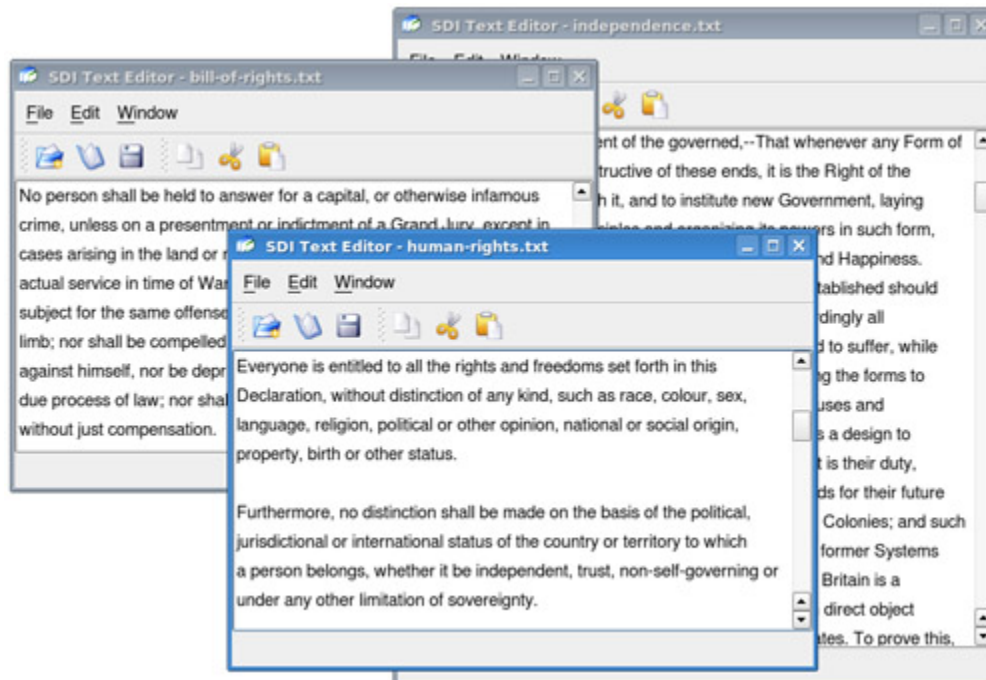 SDI Text Editor - independence.txt
File Edit Window
ent of the governed,--That whenever any Form of
tructive of these ends, it is the Right of the
h it, and to institute new Government, laying
its powers in such form,
nd Happiness.
tablished should
rdingly all
d to suffer, while
ng the forms to
uses and
s a design to
t is their duty,
ds for their future
Colonies; and such
former Systems
Britain is a
direct object
ates. To prove this,
SDI Text Editor - bill-of-rights.txt
File Edit Window
No person shall be held to answer for a capital, or otherwise infamous
crime, unless on a presentment or indictment of a Grand Jury, except in
cases arising in the land or
actual service in time of War
subject for the same offense
limb; nor shall be compelled
against himself, nor be depr
due process of law; nor shal
without just compensation.
SDI Text Editor - human-rights.txt
File Edit Window
Everyone is entitled to all the rights and freedoms set forth in this
Declaration, without distinction of any kind, such as race, colour, sex,
language, religion, political or other opinion, national or social origin,
property, birth or other status.
Furthermore, no distinction shall be made on the basis of the political,
jurisdictional or international status of the country or territory to which
a person belongs, whether it be independent, trust, non-self-governing or
under any other limitation of sovereignty.